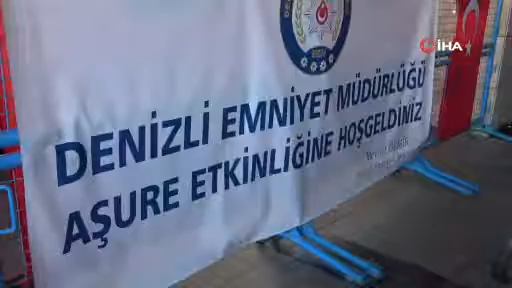 İHA
DENİZLİ EMNİYET MÜDÜRLÜĞÜ
AŞURE ETKİNLİĞİNE HOŞGELDİNİZ